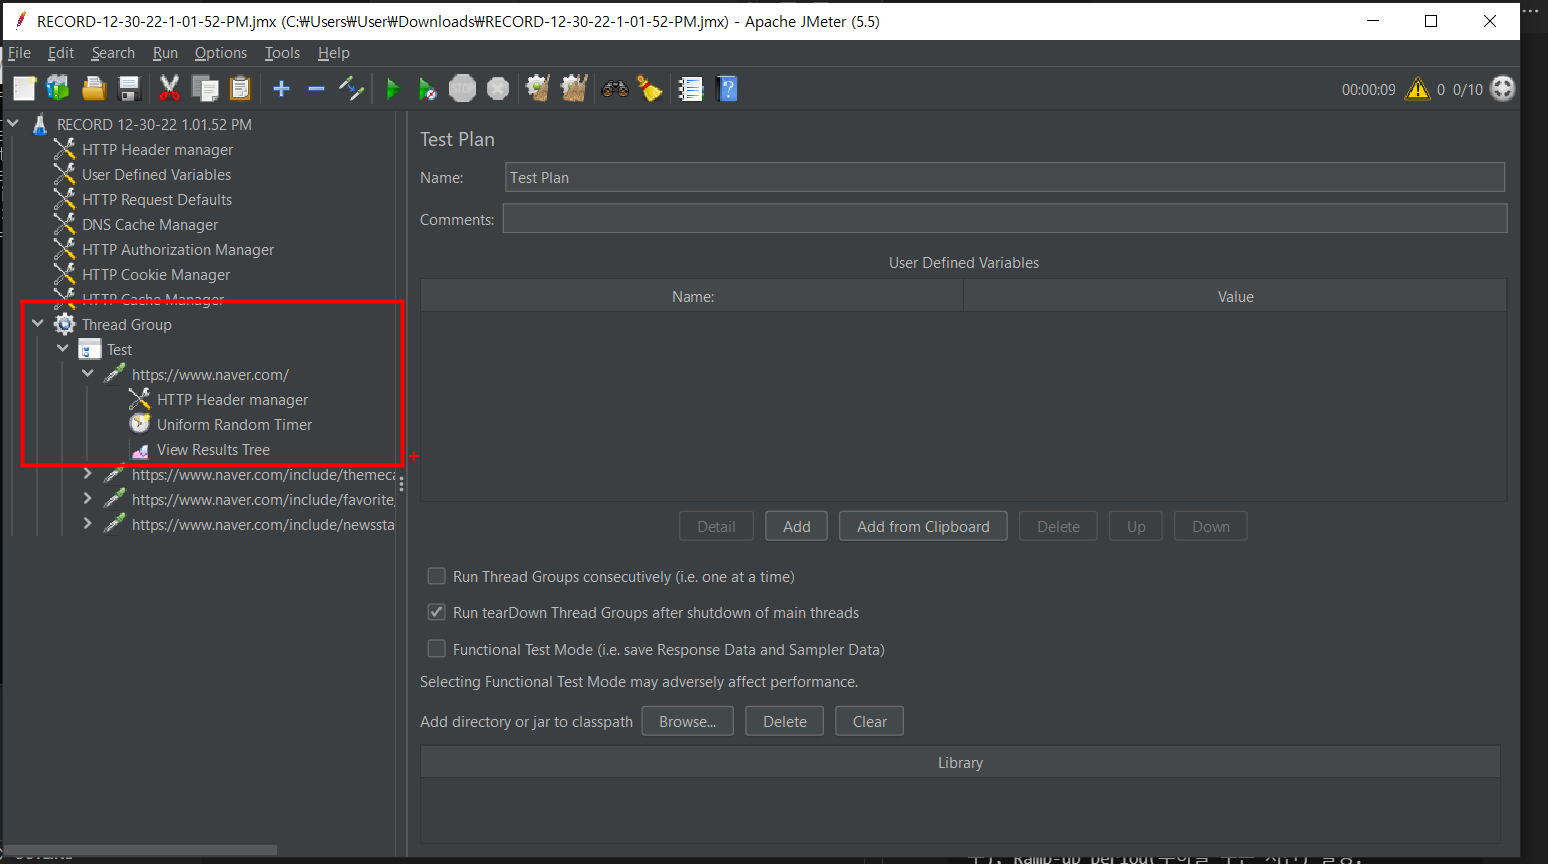 RECORD-12-30-22-1-01-52-PM.jmx (C:₩Users₩User₩Downloads₩RECORD-12-30-22-1-01-52-PM.jmx) - Apache JMeter (5.5)
File Edit Search Run Options Tools Help
STOP
00:00:09 0 0/10
RECORD 12-30-22 1.01.52 PM
HTTP Header manager
User Defined Variables
HTTP Request Defaults
DNS Cache Manager
HTTP Authorization Manager
HTTP Cookie Manager
HTTP Cache Manager
Thread Group
Test
https://www.naver.com/
HTTP Header manager
Uniform Random Timer
View Results Tree
https://www.naver.com/include/themeca
https://www.naver.com/include/favorite,
https://www.naver.com/include/newssta
Test Plan
Name: Test Plan
Comments:
User Defined Variables
Name: Value
Detail Add Add from Clipboard Delete Up Down
Run Thread Groups consecutively (i.e. one at a time)
Run tearDown Thread Groups after shutdown of main threads
Functional Test Mode (i.e. save Response Data and Sampler Data)
Selecting Functional Test Mode may adversely affect performance.
Add directory or jar to classpath Browse... Delete Clear
Library